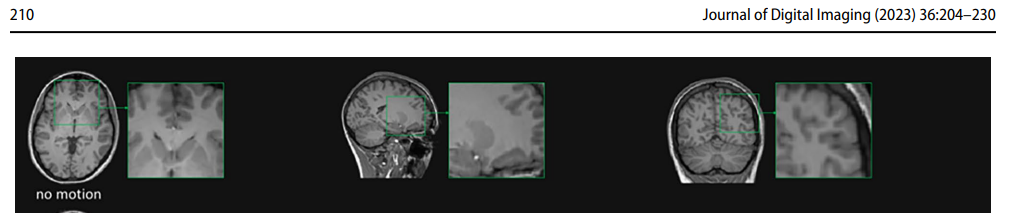 210
Journal of Digital Imaging (2023) 36:204–230
no motion